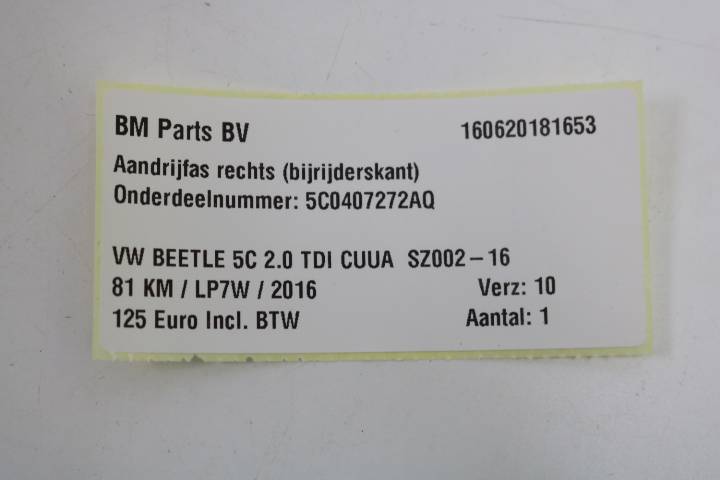 BM Parts BV 160620181653
Aandrijfas rechts (bijrijderskant)
Onderdeelnummer: 5C0407272AQ
VW BEETLE 5C 2.0 TDI CUUA SZ002-16
81 KM / LP7W / 2016 Verz: 10
125 Euro Incl. BTW Aantal: 1